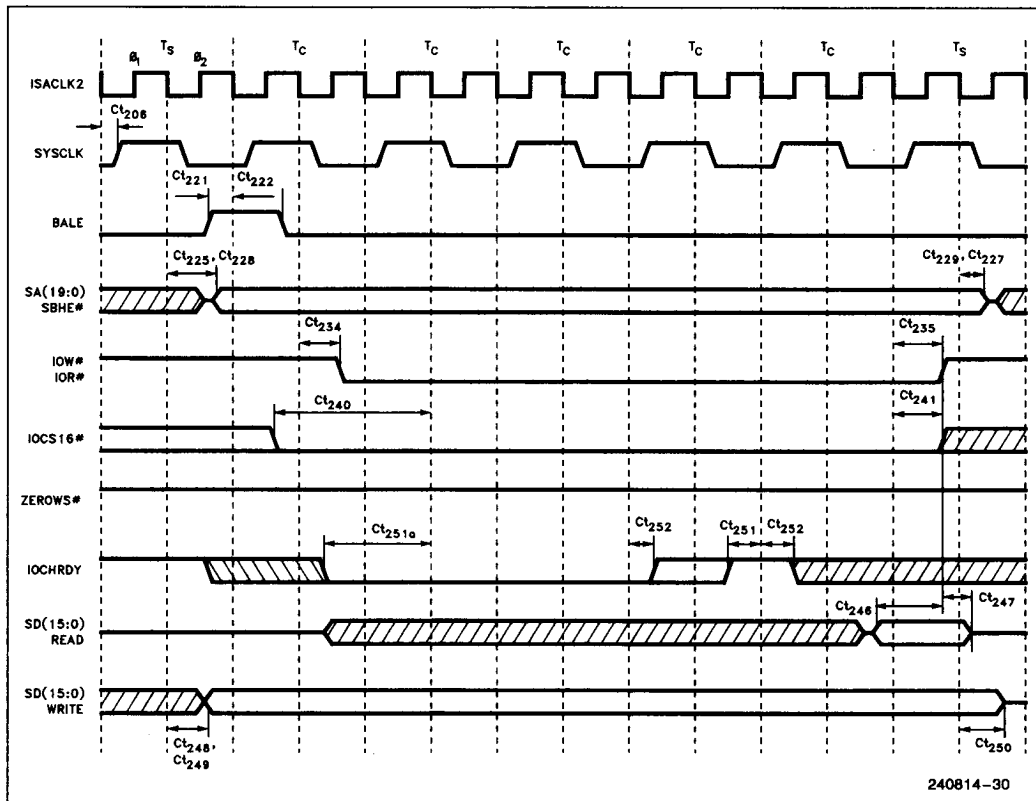 TS TC TC TC TC TC TS
Ø1 Ø2
ISACLK2
Ct206
SYSCLK
Ct221 Ct222
BALE
Ct225, Ct228 Ct229, Ct227
SA(19:0)
SBHE#
Ct234 Ct235
IOW#
IOR#
Ct240 Ct241
IOCS16#
ZEROWS#
Ct251a Ct252 Ct251 Ct252
IOCHRDY
Ct246 Ct247
SD(15:0)
READ
SD(15:0)
WRITE
Ct248,
Ct249
Ct250
240814-30